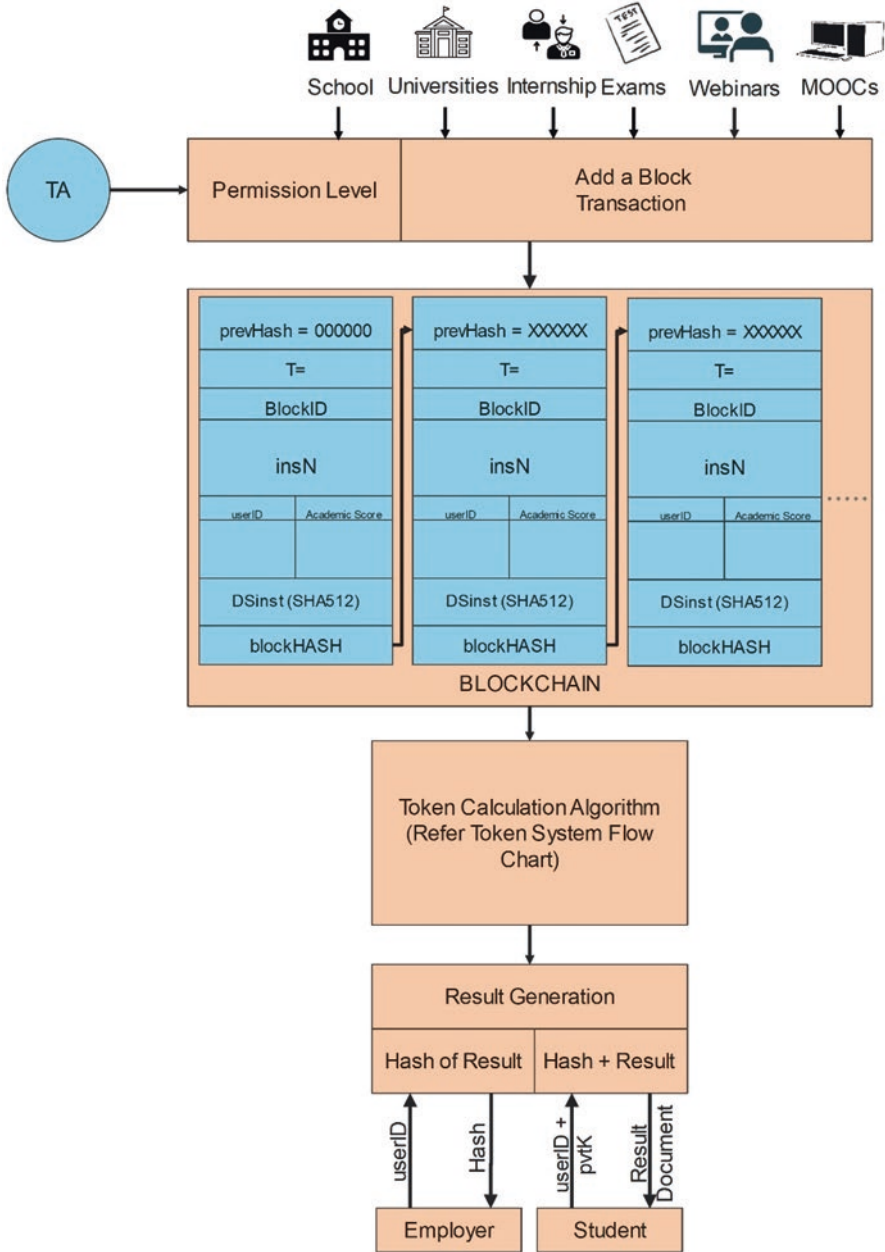 TEST
School Universities Internship Exams Webinars MOOCs
TA
Permission Level
Add a Block
Transaction
prevHash = 000000
T=
BlockID
insN
userID Academic Score
DSinst (SHA512)
blockHASH
prevHash = XXXXXX
T=
BlockID
insN
userID Academic Score
DSinst (SHA512)
blockHASH
prevHash = XXXXXX
T=
BlockID
insN
userID Academic Score
DSinst (SHA512)
blockHASH
.....
BLOCKCHAIN
Token Calculation Algorithm
(Refer Token System Flow
Chart)
Result Generation
Hash of Result
Hash + Result
userID
Hash
userID +
pvtK
Result
Document
Employer
Student